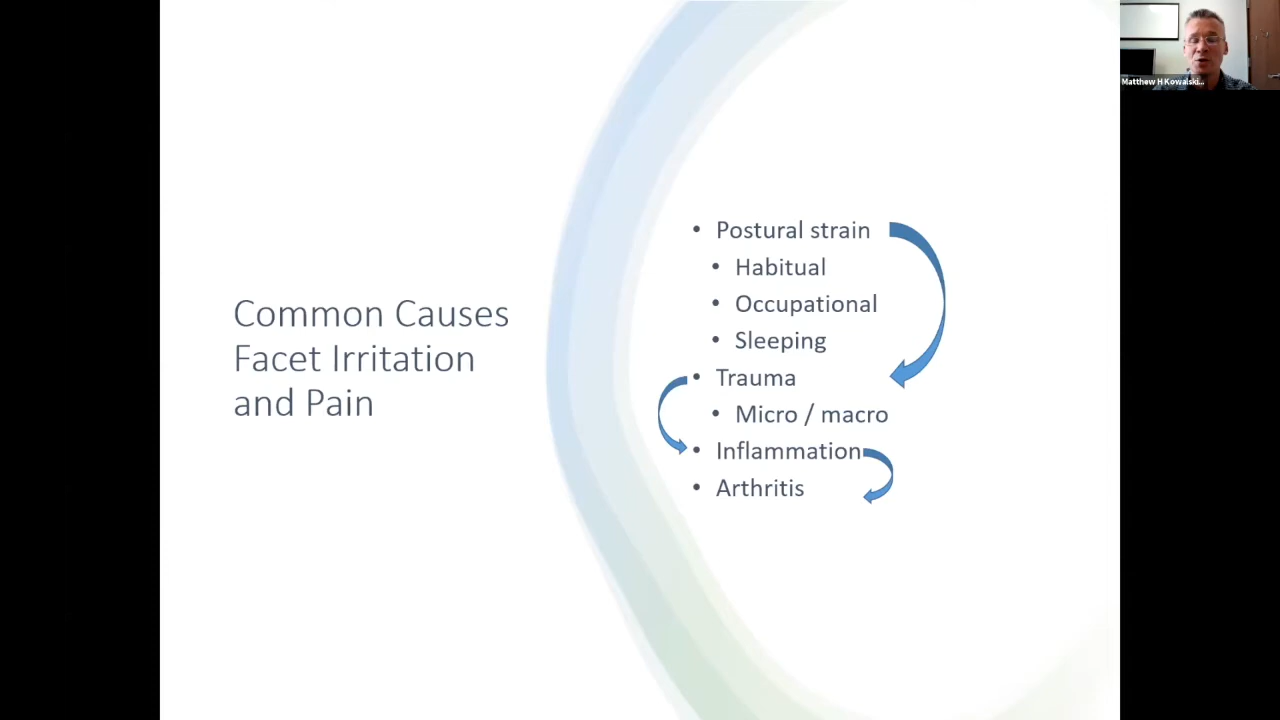 Matthew H Kowalski...
Common Causes
Facet Irritation
and Pain
• Postural strain
• Habitual
• Occupational
• Sleeping
• Trauma
• Micro / macro
• Inflammation
• Arthritis